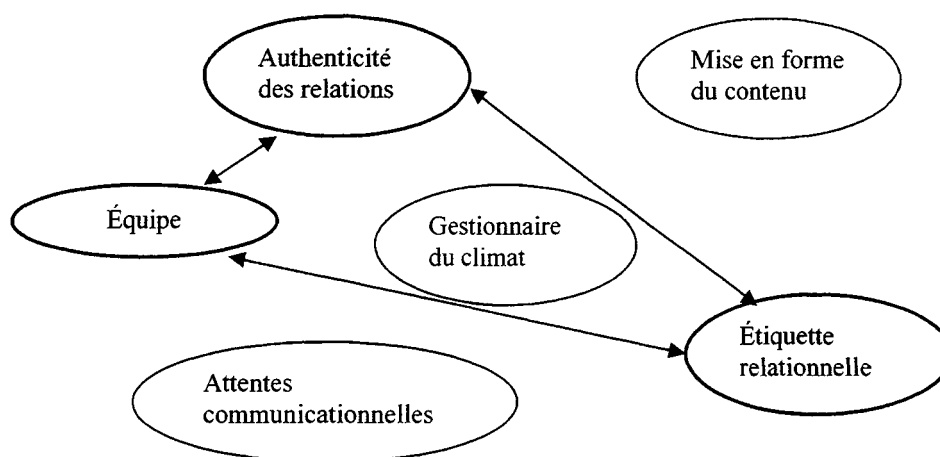 Authenticité
des relations
Mise en forme
du contenu
Équipe
Gestionnaire
du climat
Étiquette
relationnelle
Attentes
communicationnelles